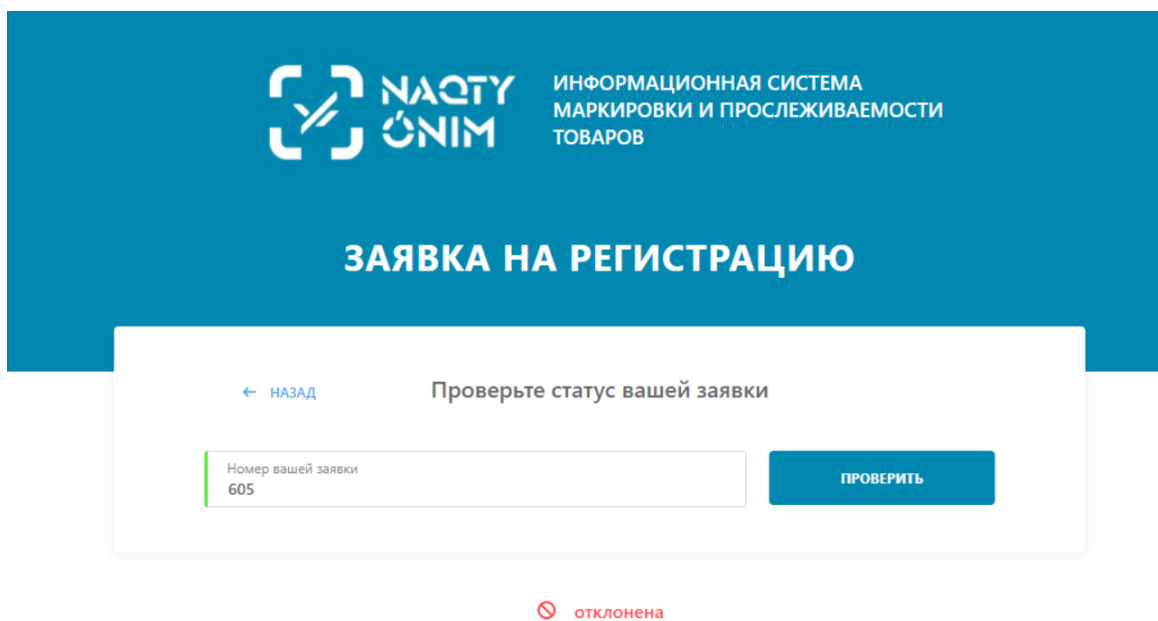 NAQTY
ÓNIM
ИНФОРМАЦИОННАЯ СИСТЕМА
МАРКИРОВКИ И ПРОСЛЕЖИВАЕМОСТИ
ТОВАРОВ
ЗАЯВКА НА РЕГИСТРАЦИЮ
← НАЗАД
Проверьте статус вашей заявки
Номер вашей заявки
605
ПРОВЕРИТЬ
отклонена